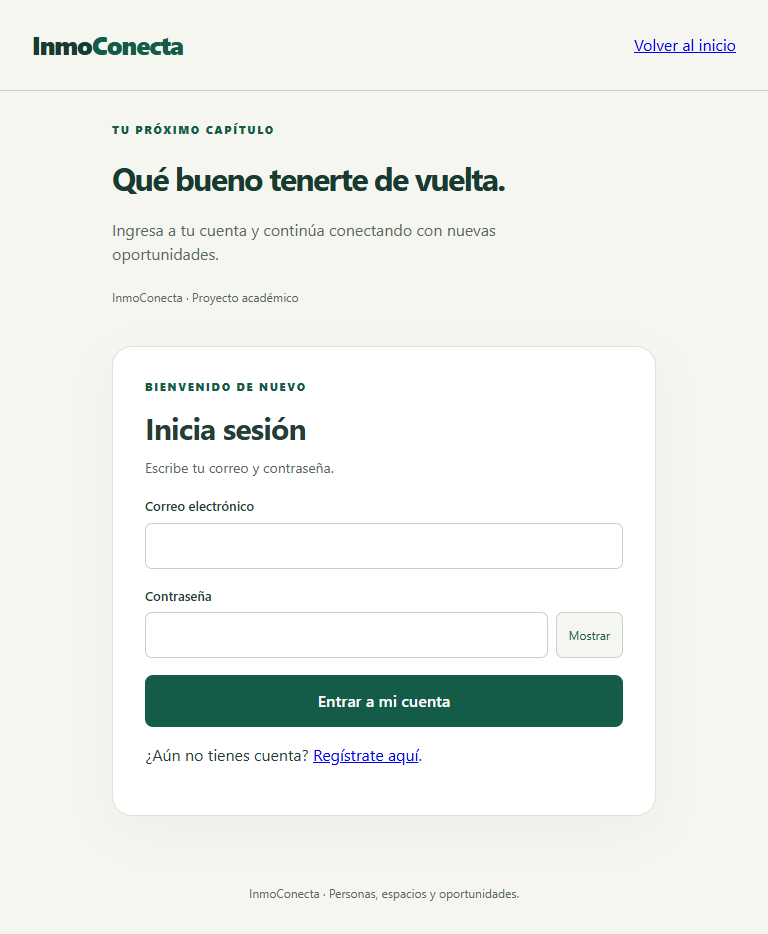 InmoConecta
Volver al inicio
TU PRÓXIMO CAPÍTULO
Qué bueno tenerte de vuelta.
Ingresa a tu cuenta y continúa conectando con nuevas
oportunidades.
InmoConecta · Proyecto académico
BIENVENIDO DE NUEVO
Inicia sesión
Escribe tu correo y contraseña.
Correo electrónico
Contraseña
Mostrar
Entrar a mi cuenta
¿Aún no tienes cuenta? Regístrate aquí.
InmoConecta · Personas, espacios y oportunidades.